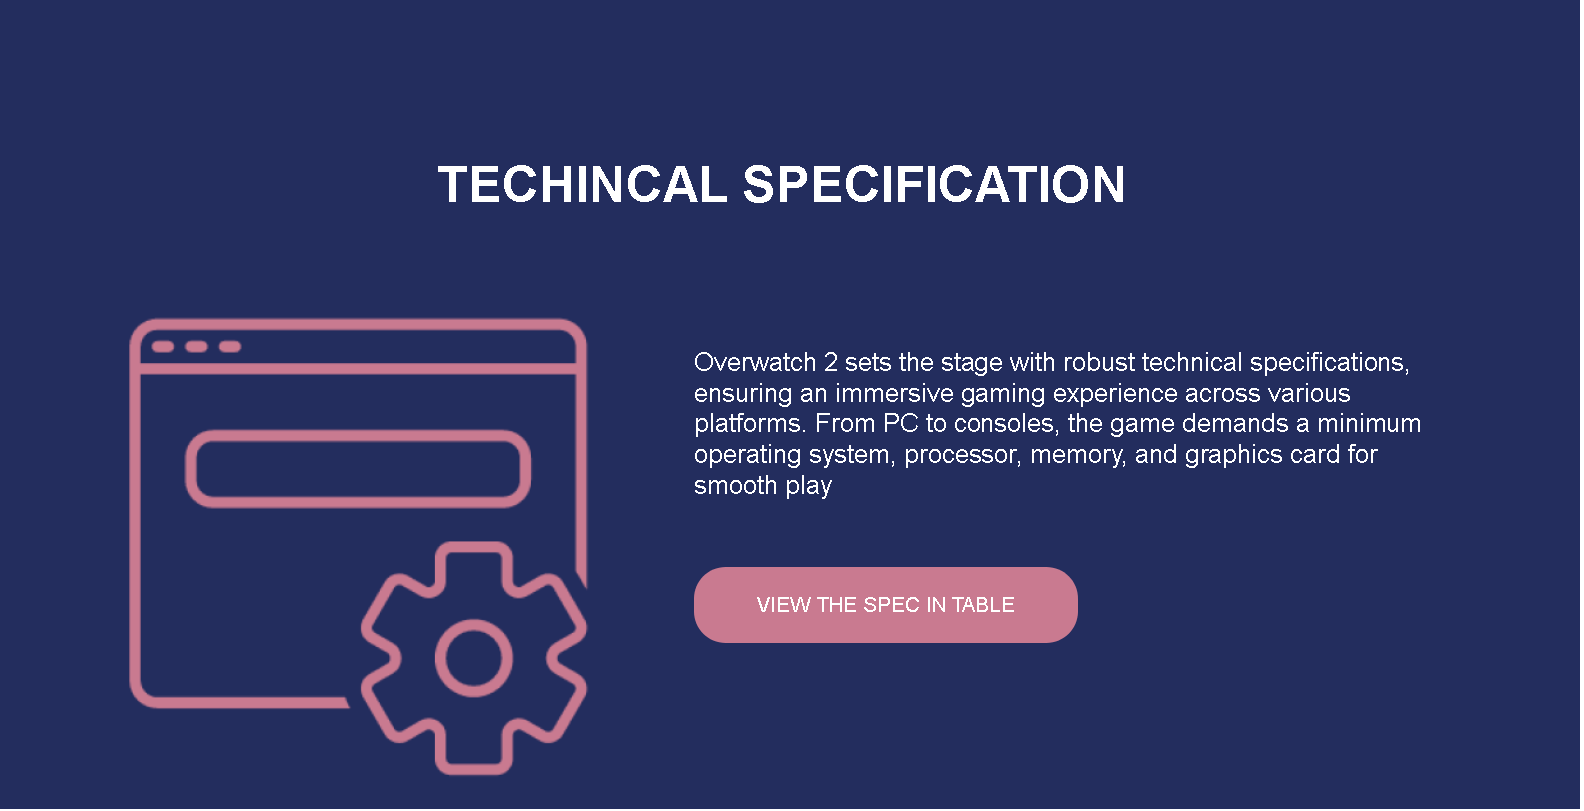 TECHINCAL SPECIFICATION
Overwatch 2 sets the stage with robust technical specifications,
ensuring an immersive gaming experience across various
platforms. From PC to consoles, the game demands a minimum
operating system, processor, memory, and graphics card for
smooth play
VIEW THE SPEC IN TABLE